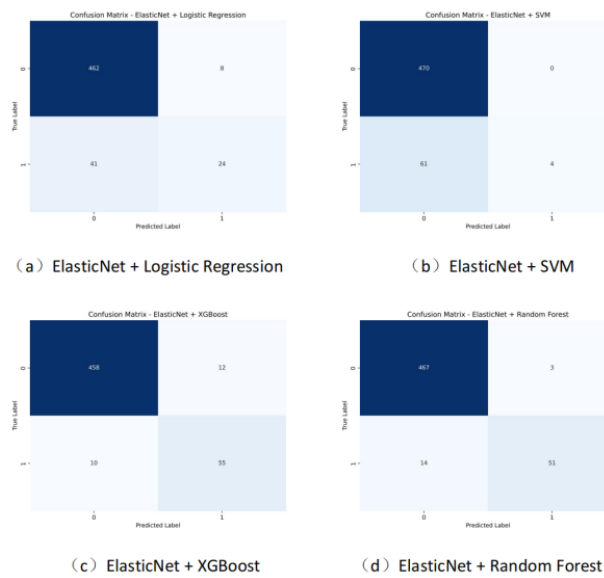 Confusion Matrix - ElasticNet + Logistic Regression
0
462
8
True Label
1
41
24
0
1
Predicted Label
（a）ElasticNet + Logistic Regression
Confusion Matrix - ElasticNet + SVM
0
470
0
True Label
1
61
4
0
1
Predicted Label
（b）ElasticNet + SVM
Confusion Matrix - ElasticNet + XGBoost
0
458
12
True Label
1
10
55
0
1
Predicted Label
（c）ElasticNet + XGBoost
Confusion Matrix - ElasticNet + Random Forest
0
467
3
True Label
1
14
51
0
1
Predicted Label
（d）ElasticNet + Random Forest